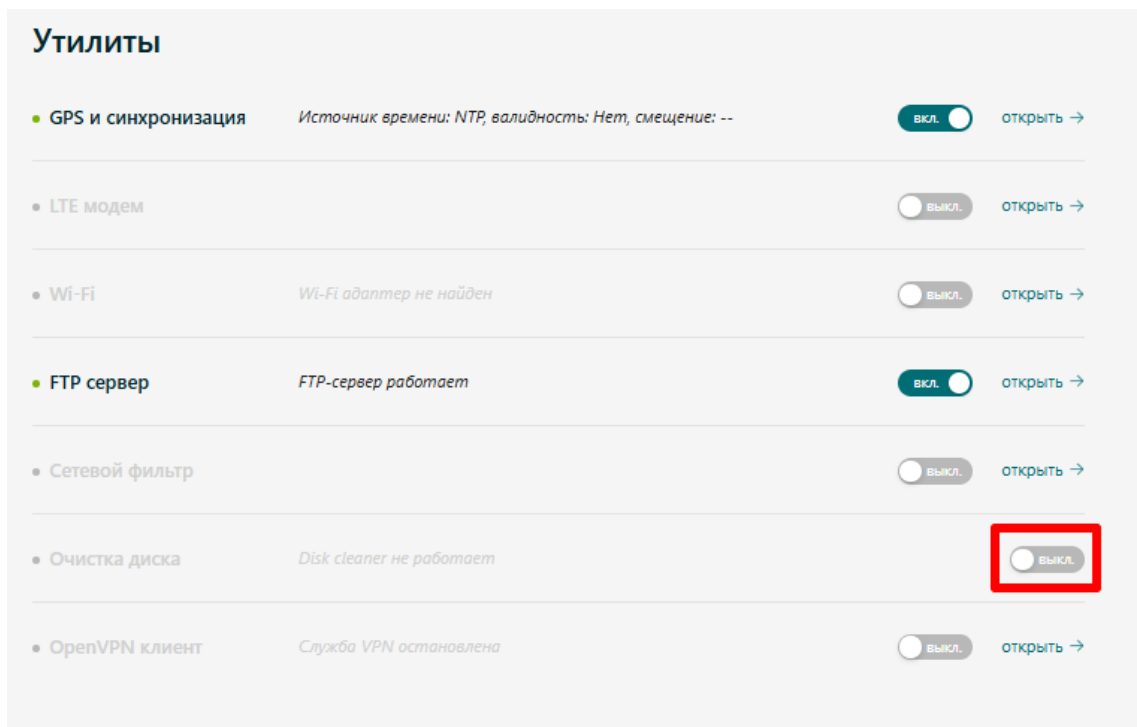 Утилиты
GPS и синхронизация Источник времени: NTP, валидность: Нет, смещение: -- вкл. открыть →
LTE модем выкл. открыть →
Wi-Fi Wi-Fi адаптер не найден выкл. открыть →
FTP сервер FTP-сервер работает вкл. открыть →
Сетевой фильтр выкл. открыть →
Очистка диска Disk cleaner не работает выкл.
OpenVPN клиент Служба VPN остановлена выкл. открыть →